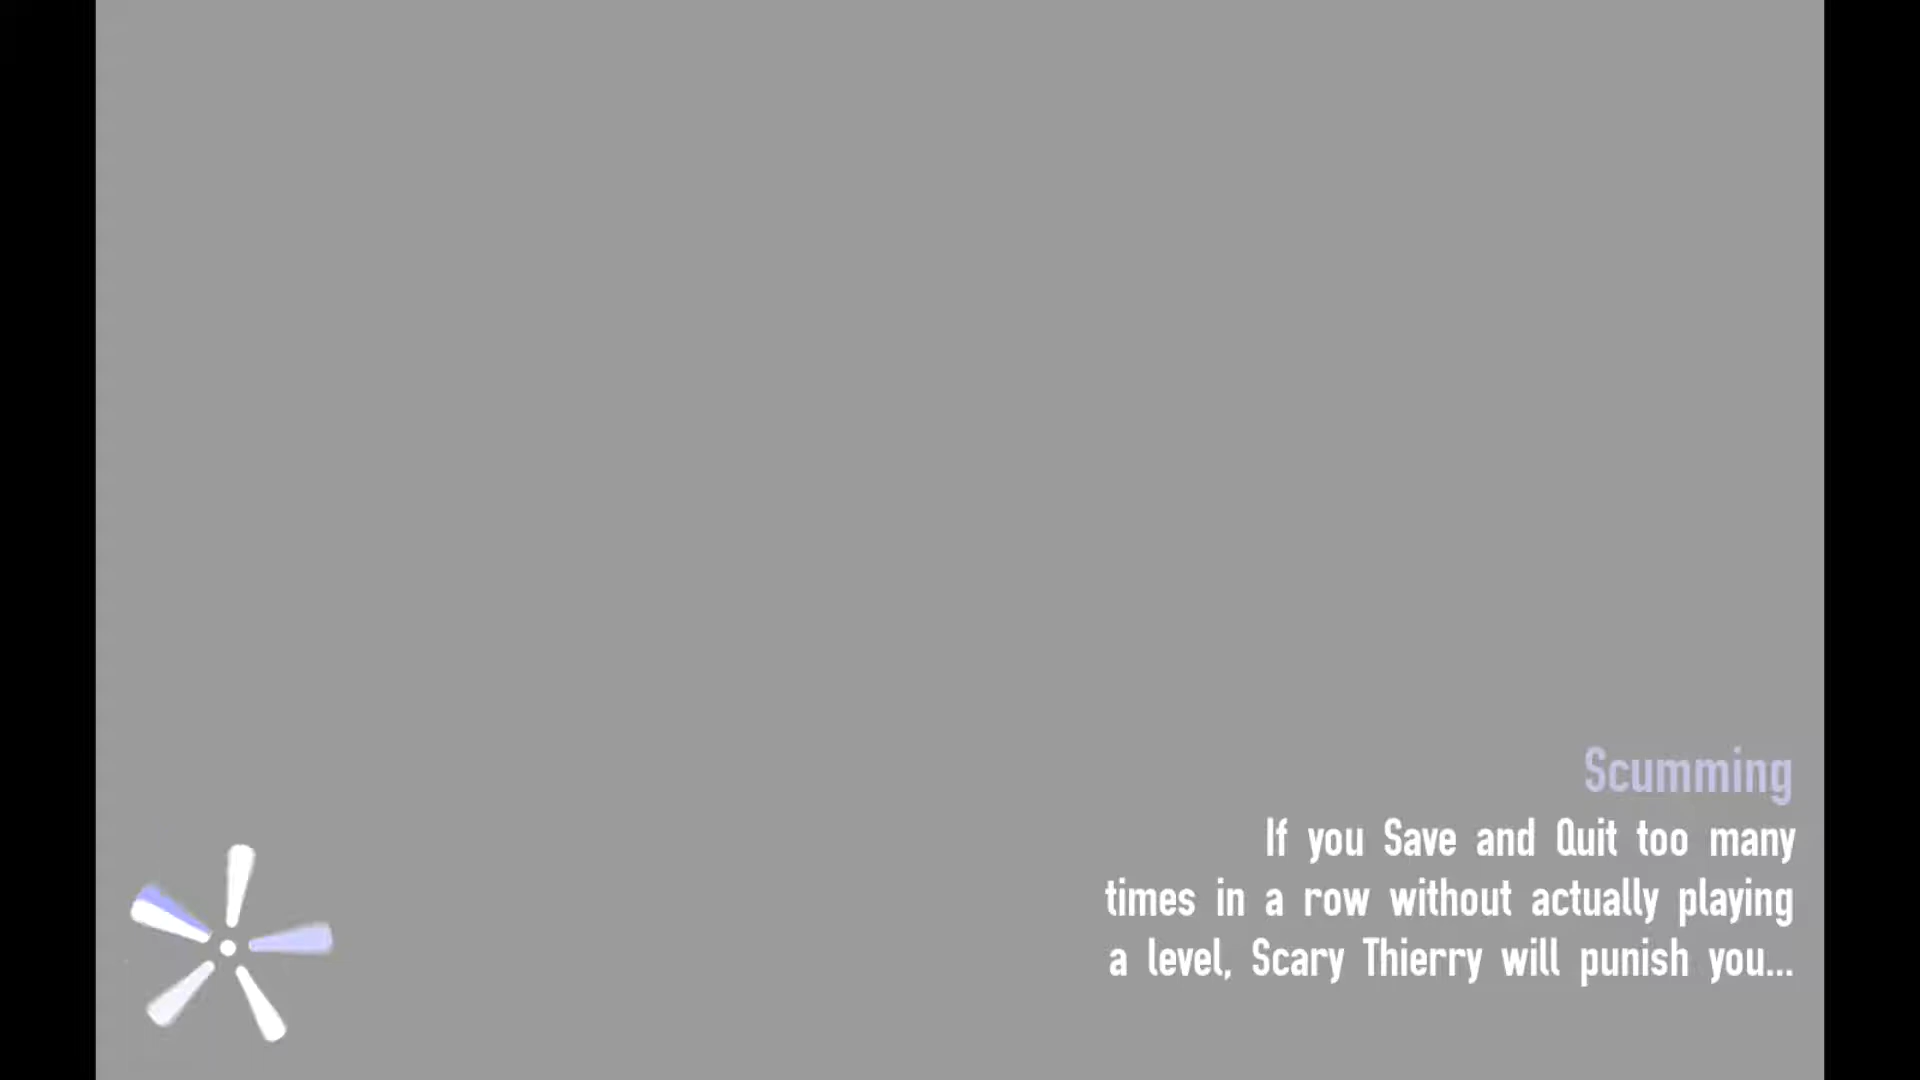 Scumming
If you Save and Quit too many
times in a row without actually playing
a level, Scary Thierry will punish you...